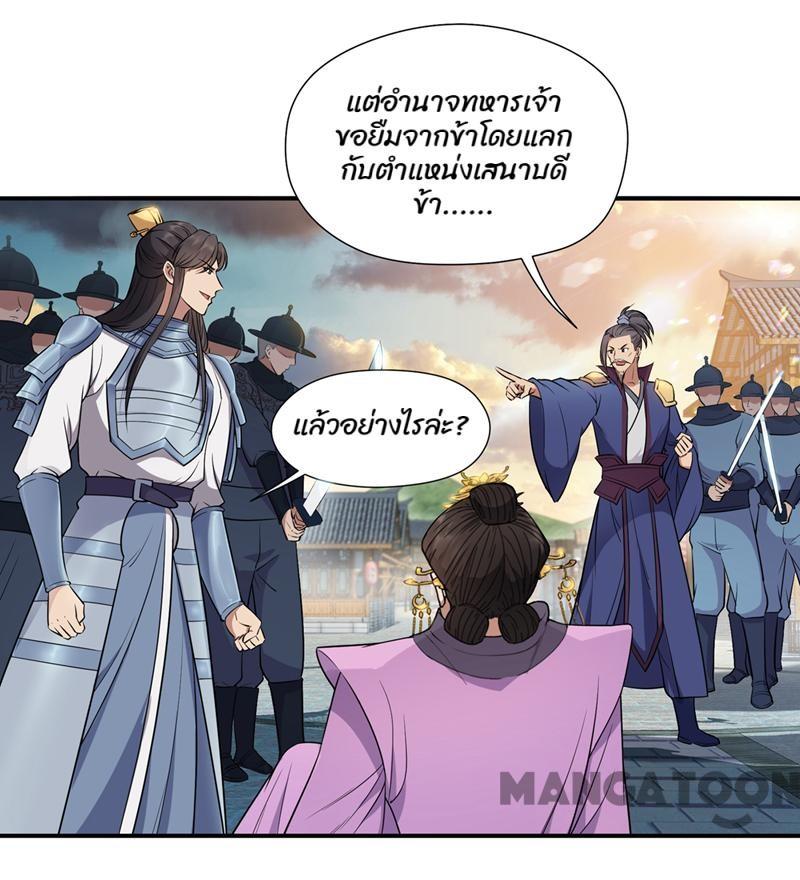 แต่อำนาจทหารเจ้า
ขอยืมจากข้าโดยแลก
กับตำแหน่งเสนาบดี
ข้า......
แล้วอย่างไรล่ะ?
MANGATOON